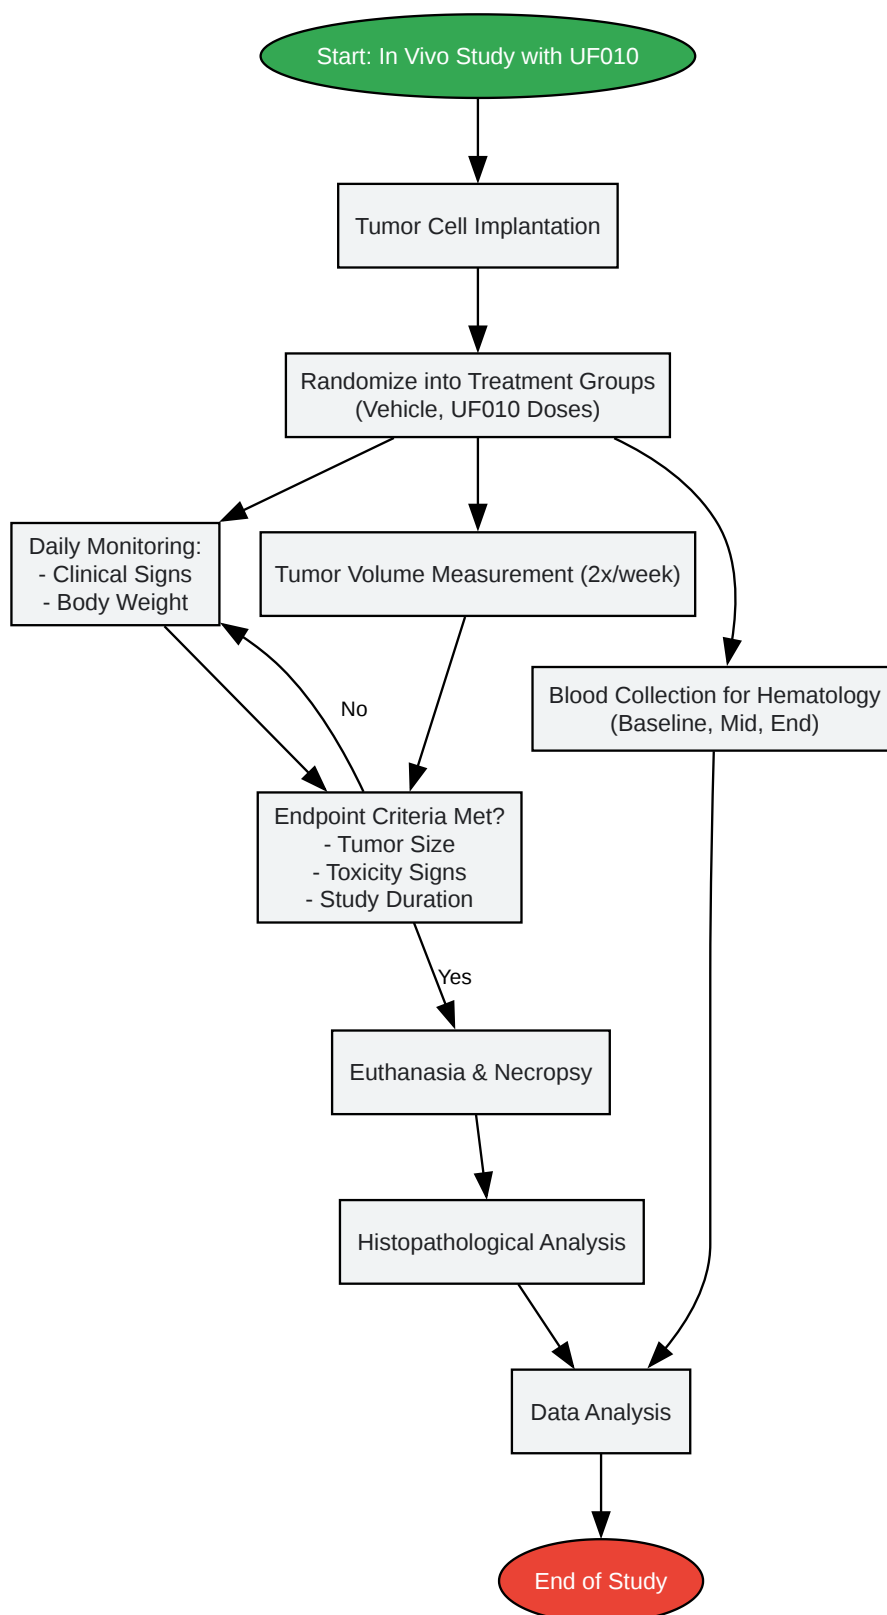 Start: In Vivo Study with UF010
Tumor Cell Implantation
Randomize into Treatment Groups
(Vehicle, UF010 Doses)
Daily Monitoring:
- Clinical Signs
- Body Weight
Tumor Volume Measurement (2x/week)
Blood Collection for Hematology
(Baseline, Mid, End)
No
Endpoint Criteria Met?
- Tumor Size
- Toxicity Signs
- Study Duration
Yes
Euthanasia & Necropsy
Histopathological Analysis
Data Analysis
End of Study